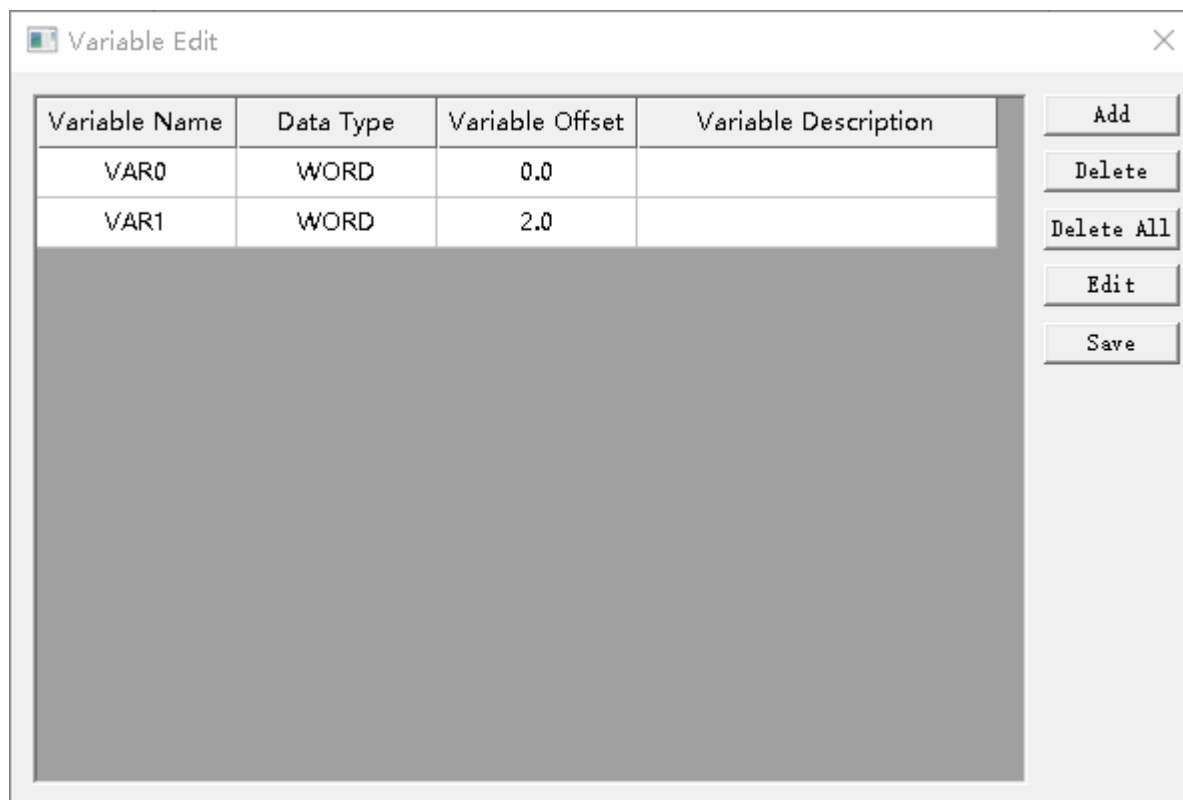 Variable Edit
Variable Name Data Type Variable Offset Variable Description
VAR0 WORD 0.0
VAR1 WORD 2.0
Add
Delete
Delete All
Edit
Save